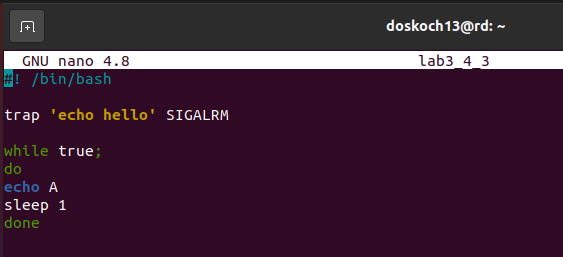 doskoch13@rd: ~
GNU nano 4.8 lab3_4_3
#! /bin/bash
trap 'echo hello' SIGALRM
while true;
do
echo A
sleep 1
done